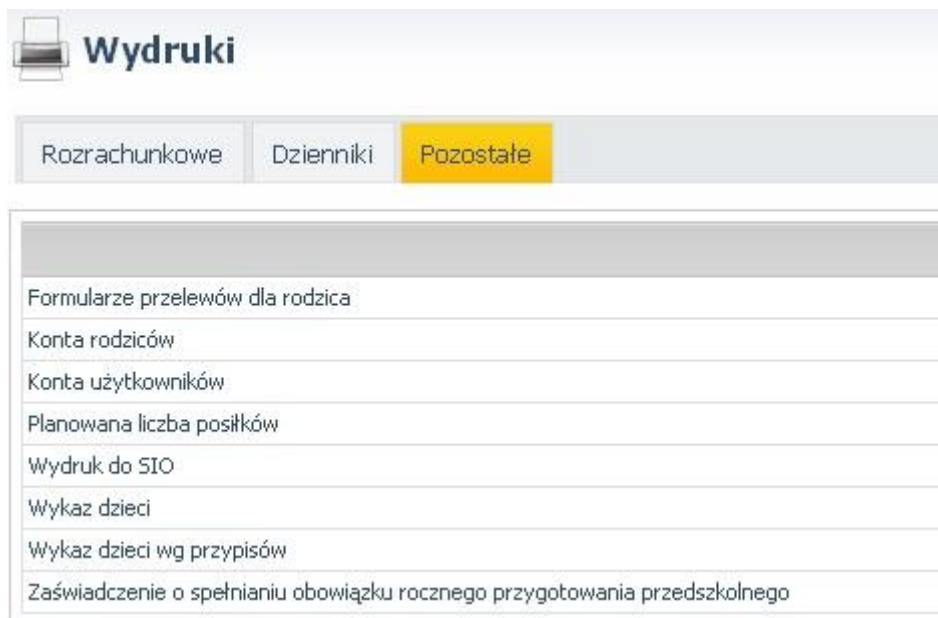 Wydruki
Rozrachunkowe Dzienniki Pozostałe
Formularze przelewów dla rodzica
Konta rodziców
Konta użytkowników
Planowana liczba posiłków
Wydruk do SIO
Wykaz dzieci
Wykaz dzieci wg przypisów
Zaświadczenie o spełnianiu obowiązku rocznego przygotowania przedszkolnego